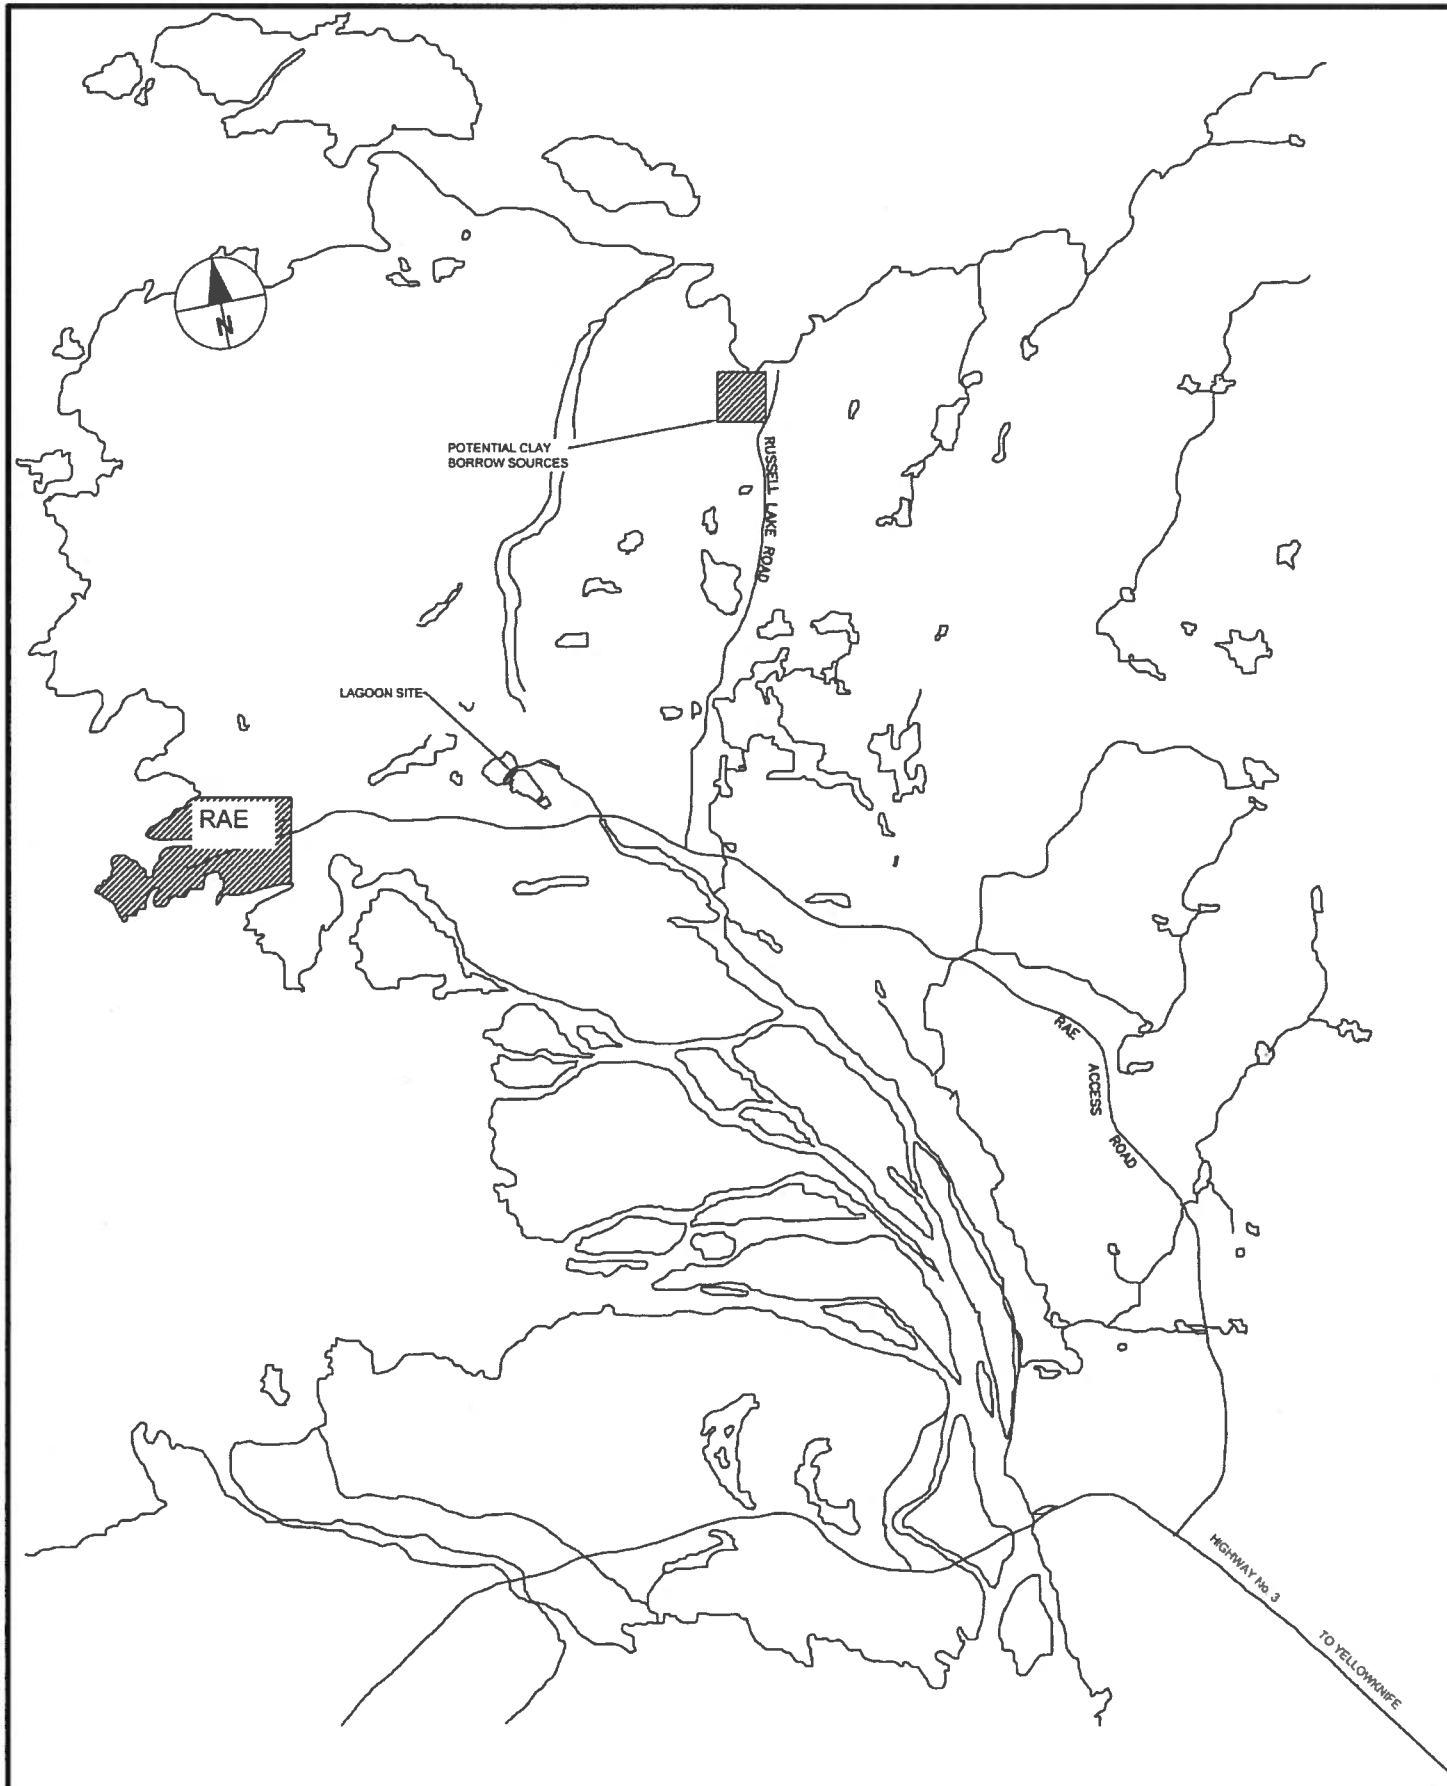 N
POTENTIAL CLAY
BORROW SOURCES
RUSSELL LAKE ROAD
LAGOON SITE
RAE
RAE
ACCESS
ROAD
HIGHWAY No. 3
TO YELLOWKNIFE